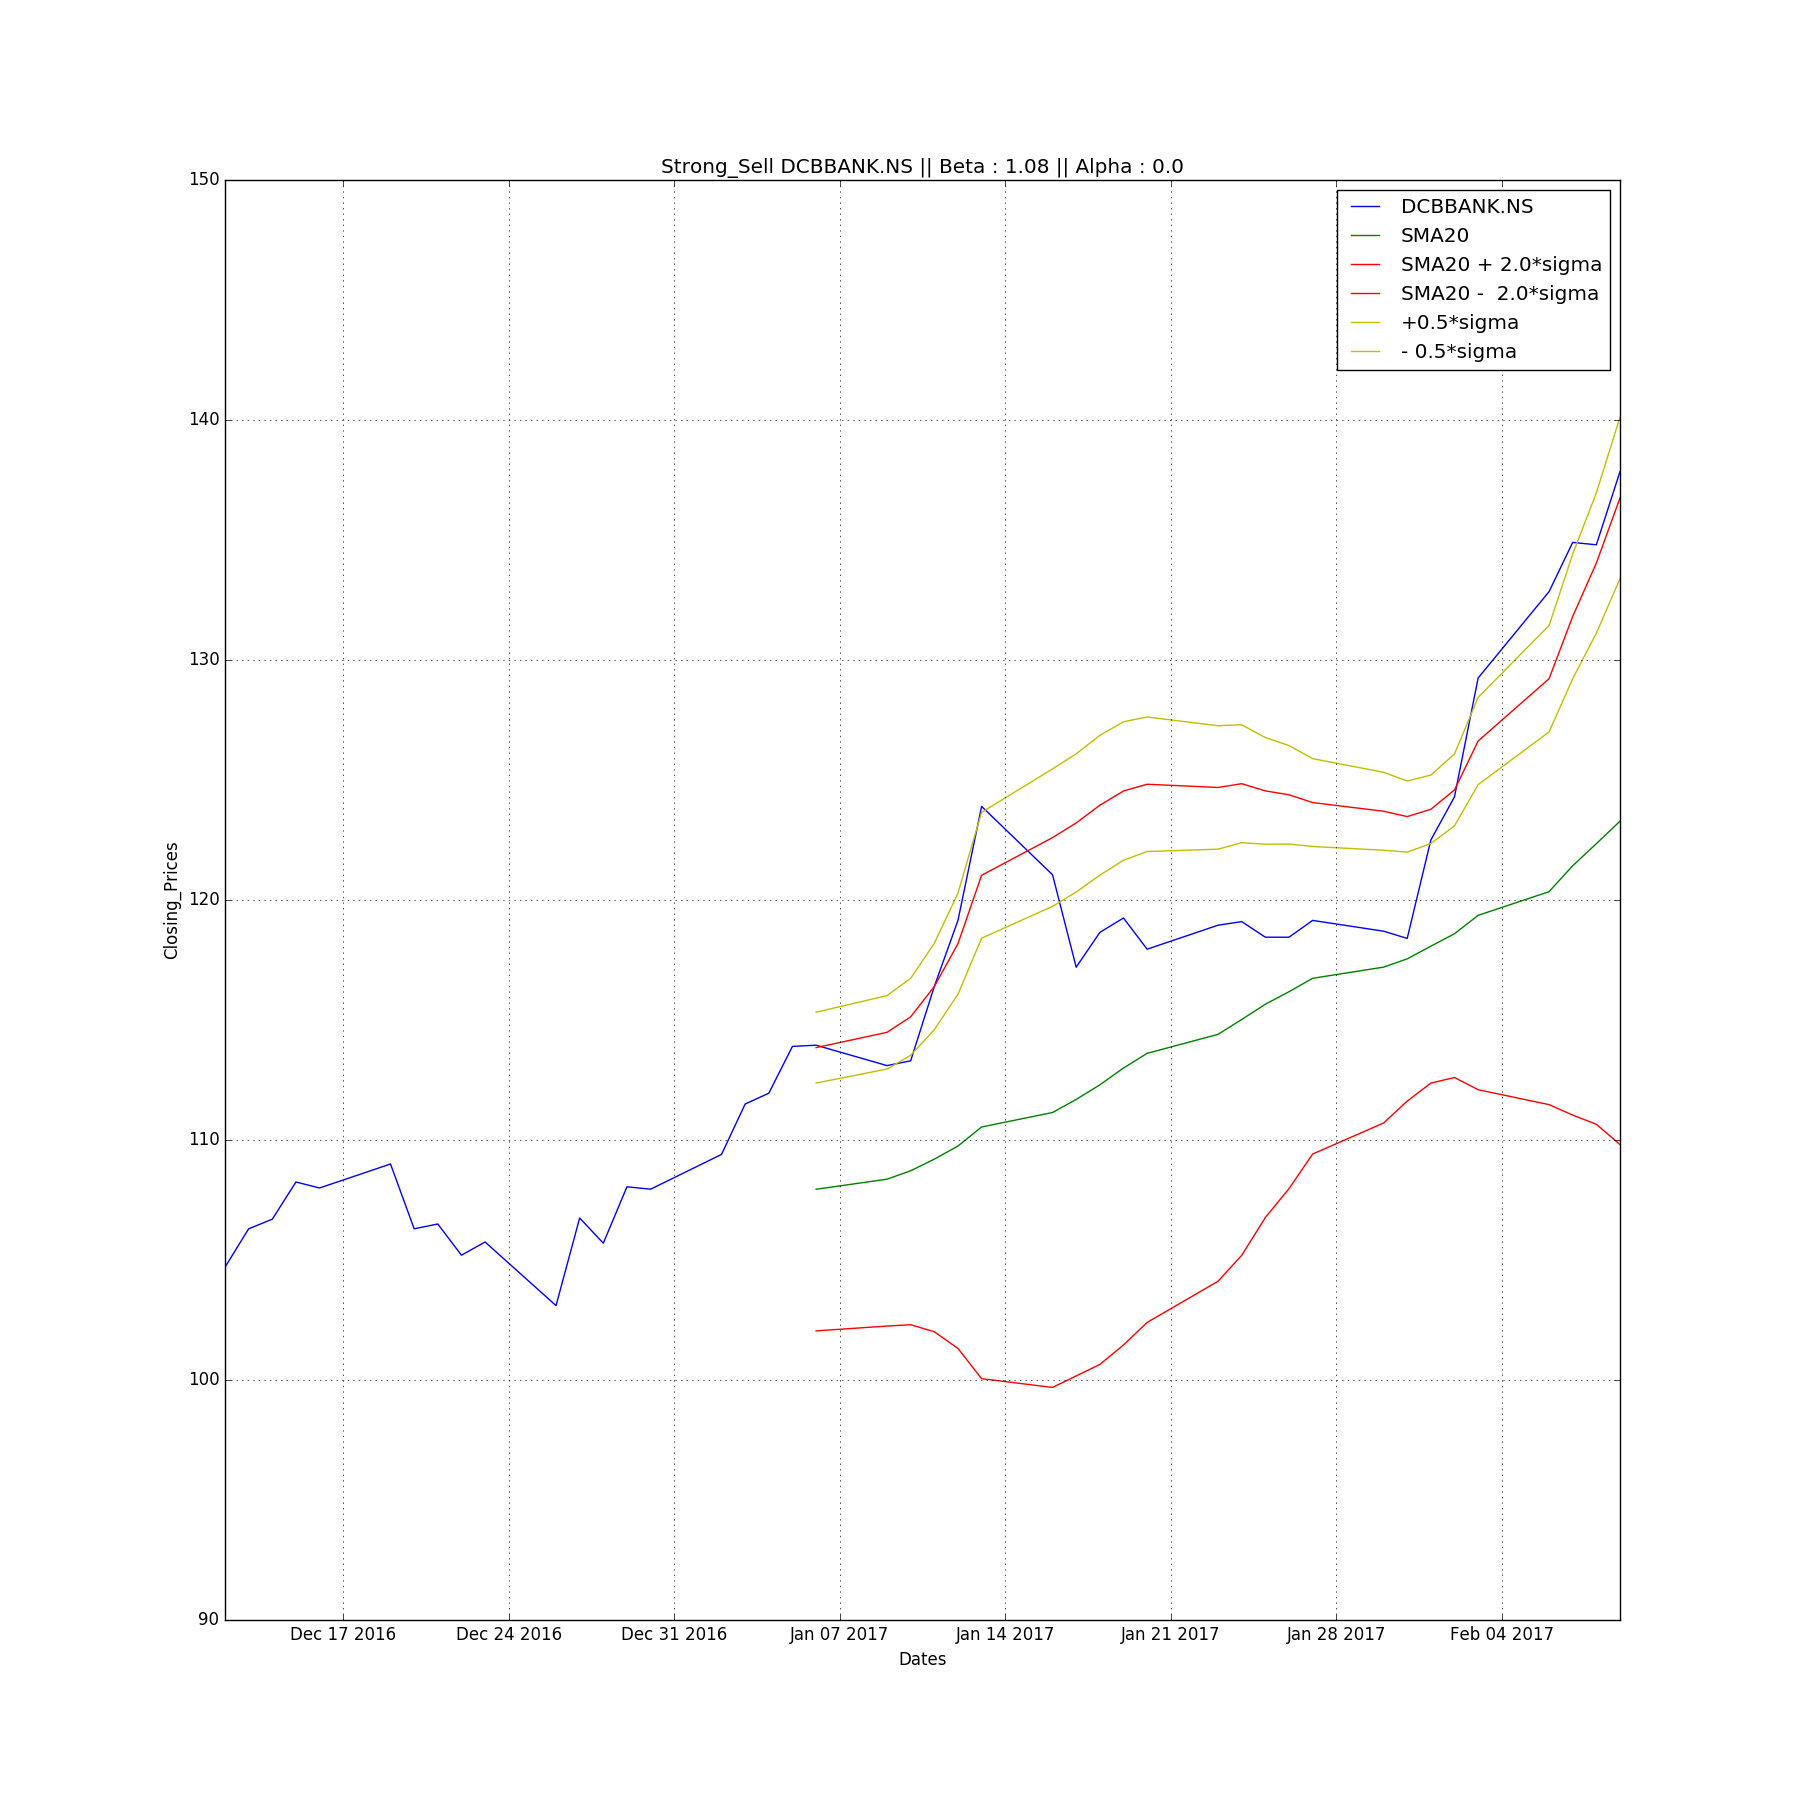 Strong_Sell DCBBANK.NS || Beta : 1.08 || Alpha : 0.0
150
140
130
120
110
100
90
Closing_Prices
DCBBANK.NS
SMA20
SMA20 + 2.0*sigma
SMA20 -  2.0*sigma
+0.5*sigma
- 0.5*sigma
Dec 17 2016
Dec 24 2016
Dec 31 2016
Jan 07 2017
Jan 14 2017
Jan 21 2017
Jan 28 2017
Feb 04 2017
Dates